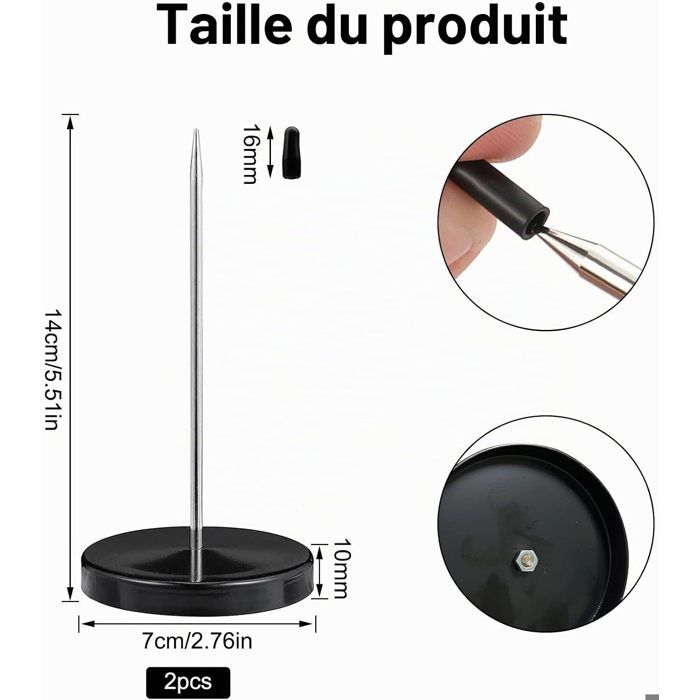 Taille du produit
16mm
14cm/5.51in
10mm
7cm/2.76in
2pcs